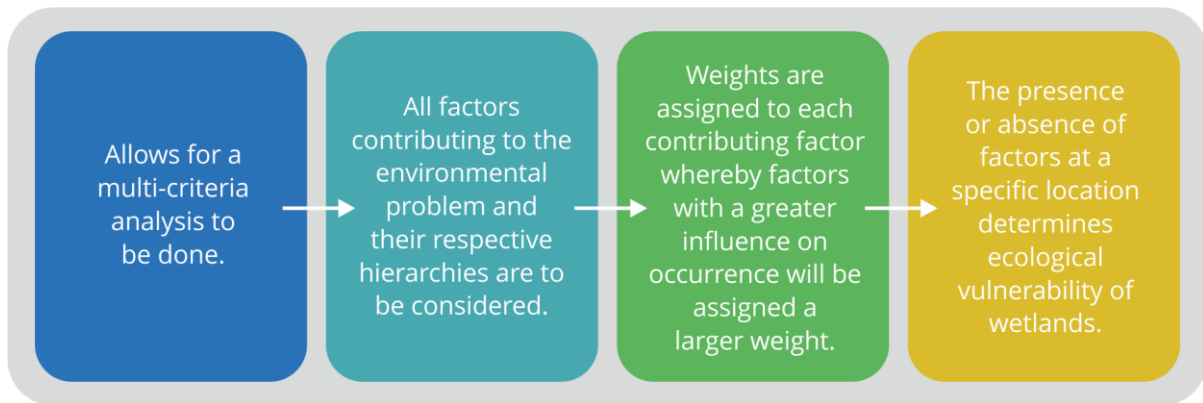 Allows for a
multi-criteria
analysis to
be done.
All factors
contributing to the
environmental
problem and
their respective
hierarchies are to
be considered.
Weights are
assigned to each
contributing factor
whereby factors
with a greater
influence on
occurrence will be
assigned a
larger weight.
The presence
or absence of
factors at a
specific location
determines
ecological
vulnerability of
wetlands.